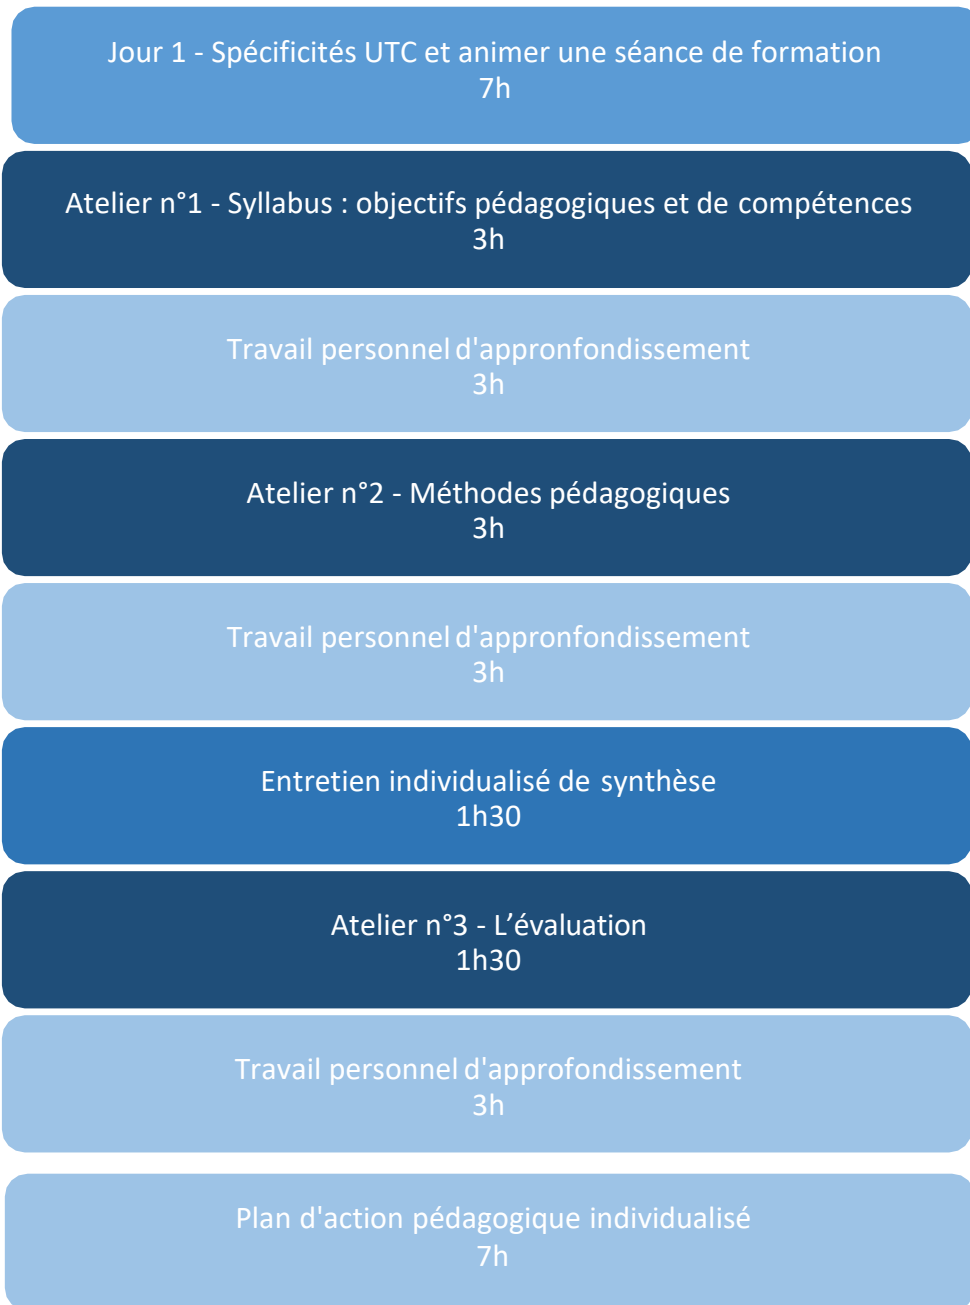 Jour 1 - Spécificités UTC et animer une séance de formation
7h
Atelier n°1 - Syllabus : objectifs pédagogiques et de compétences
3h
Travail personnel d'appronfondissement
3h
Atelier n°2 - Méthodes pédagogiques
3h
Travail personnel d'appronfondissement
3h
Entretien individualisé de synthèse
1h30
Atelier n°3 - L’évaluation
1h30
Travail personnel d'approfondissement
3h
Plan d'action pédagogique individualisé
7h